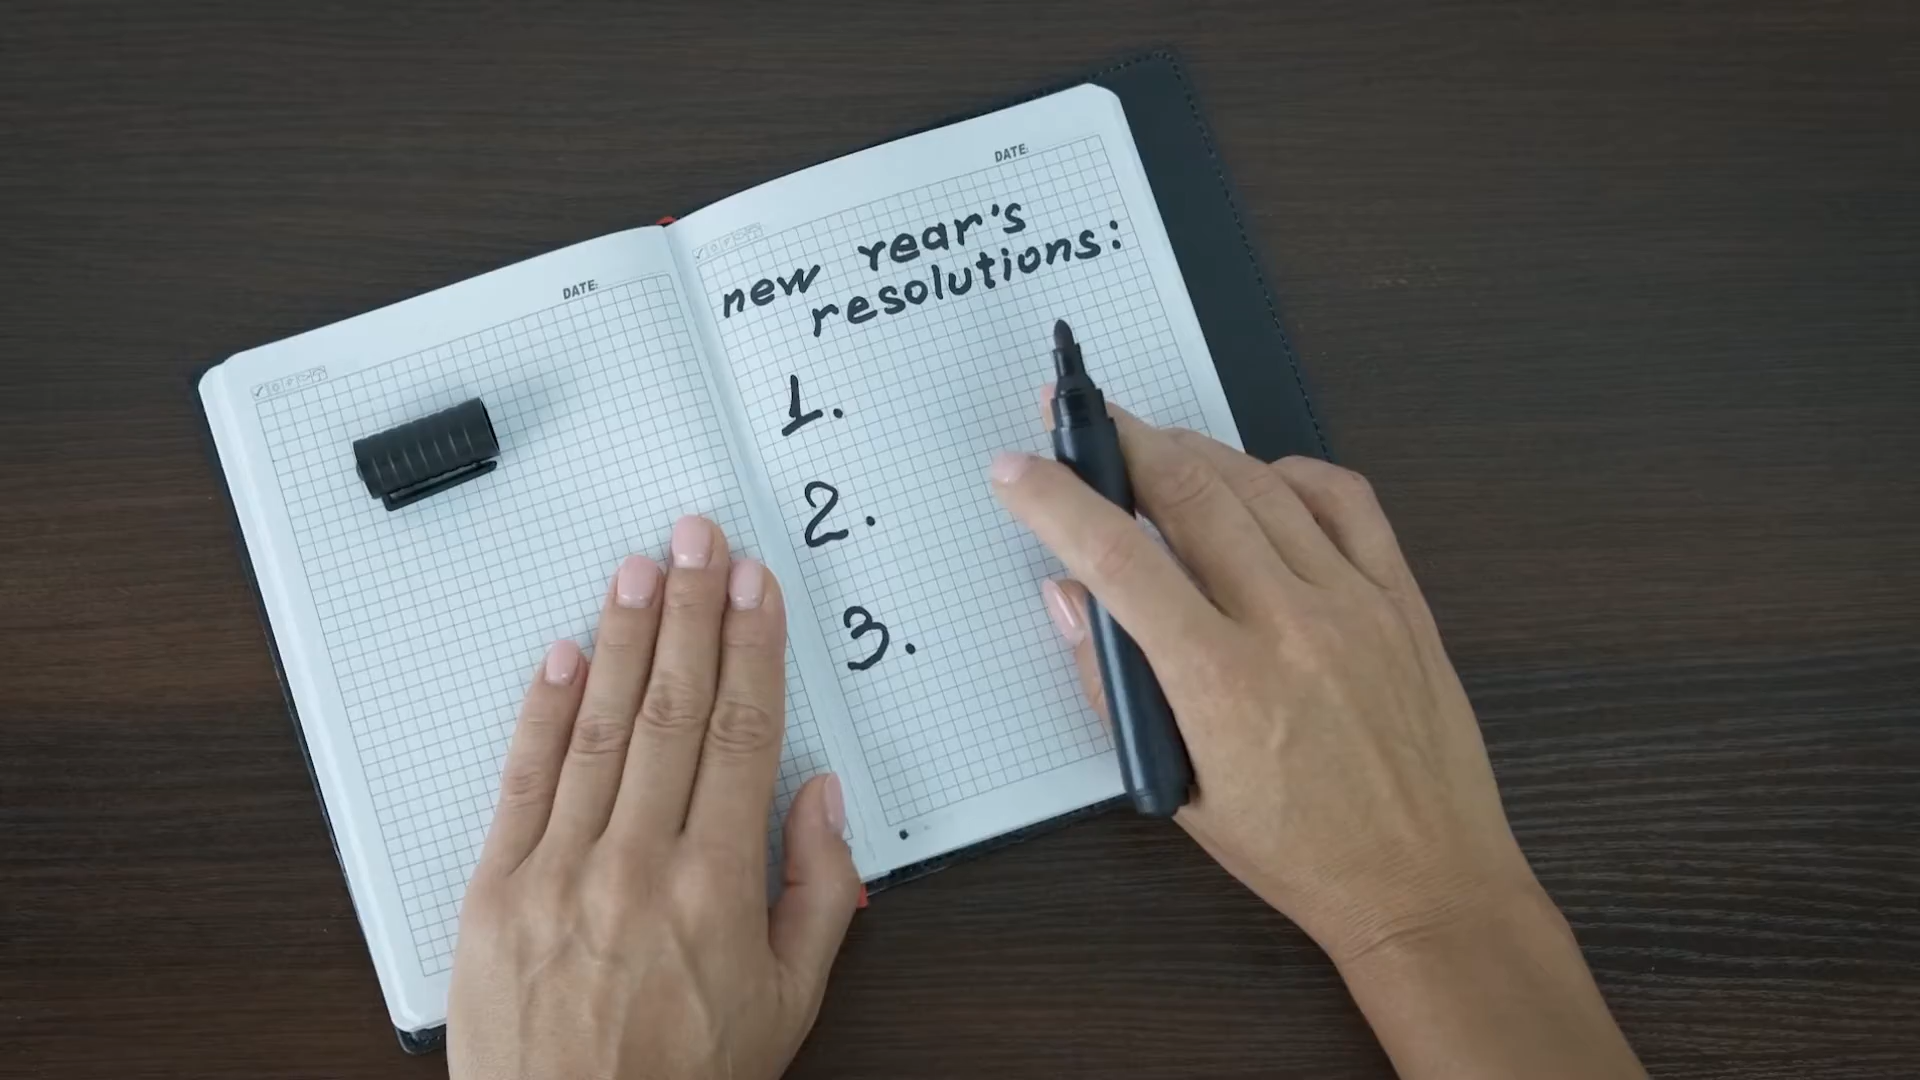 DATE:
DATE:
new year's
resolutions:
1.
2.
3.